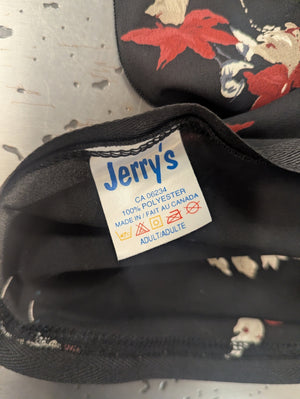 Jerry's
CA 06234
100% POLYESTER
MADE IN / FAIT AU CANADA
ADULT/ADULTE